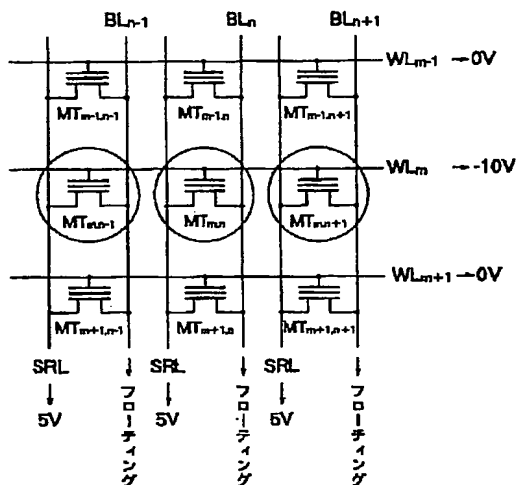 BLn-1 BLn BLn+1
WLm-1 →0V
MTm-1,n-1 MTm-1,n MTm-1,n+1
WLm →-10V
MTm,n-1 MTm,n MTm,n+1
WLm+1 →0V
MTm+1,n-1 MTm+1,n MTm+1,n+1
SRL SRL SRL
5V フローティング 5V フローティング 5V フローティング